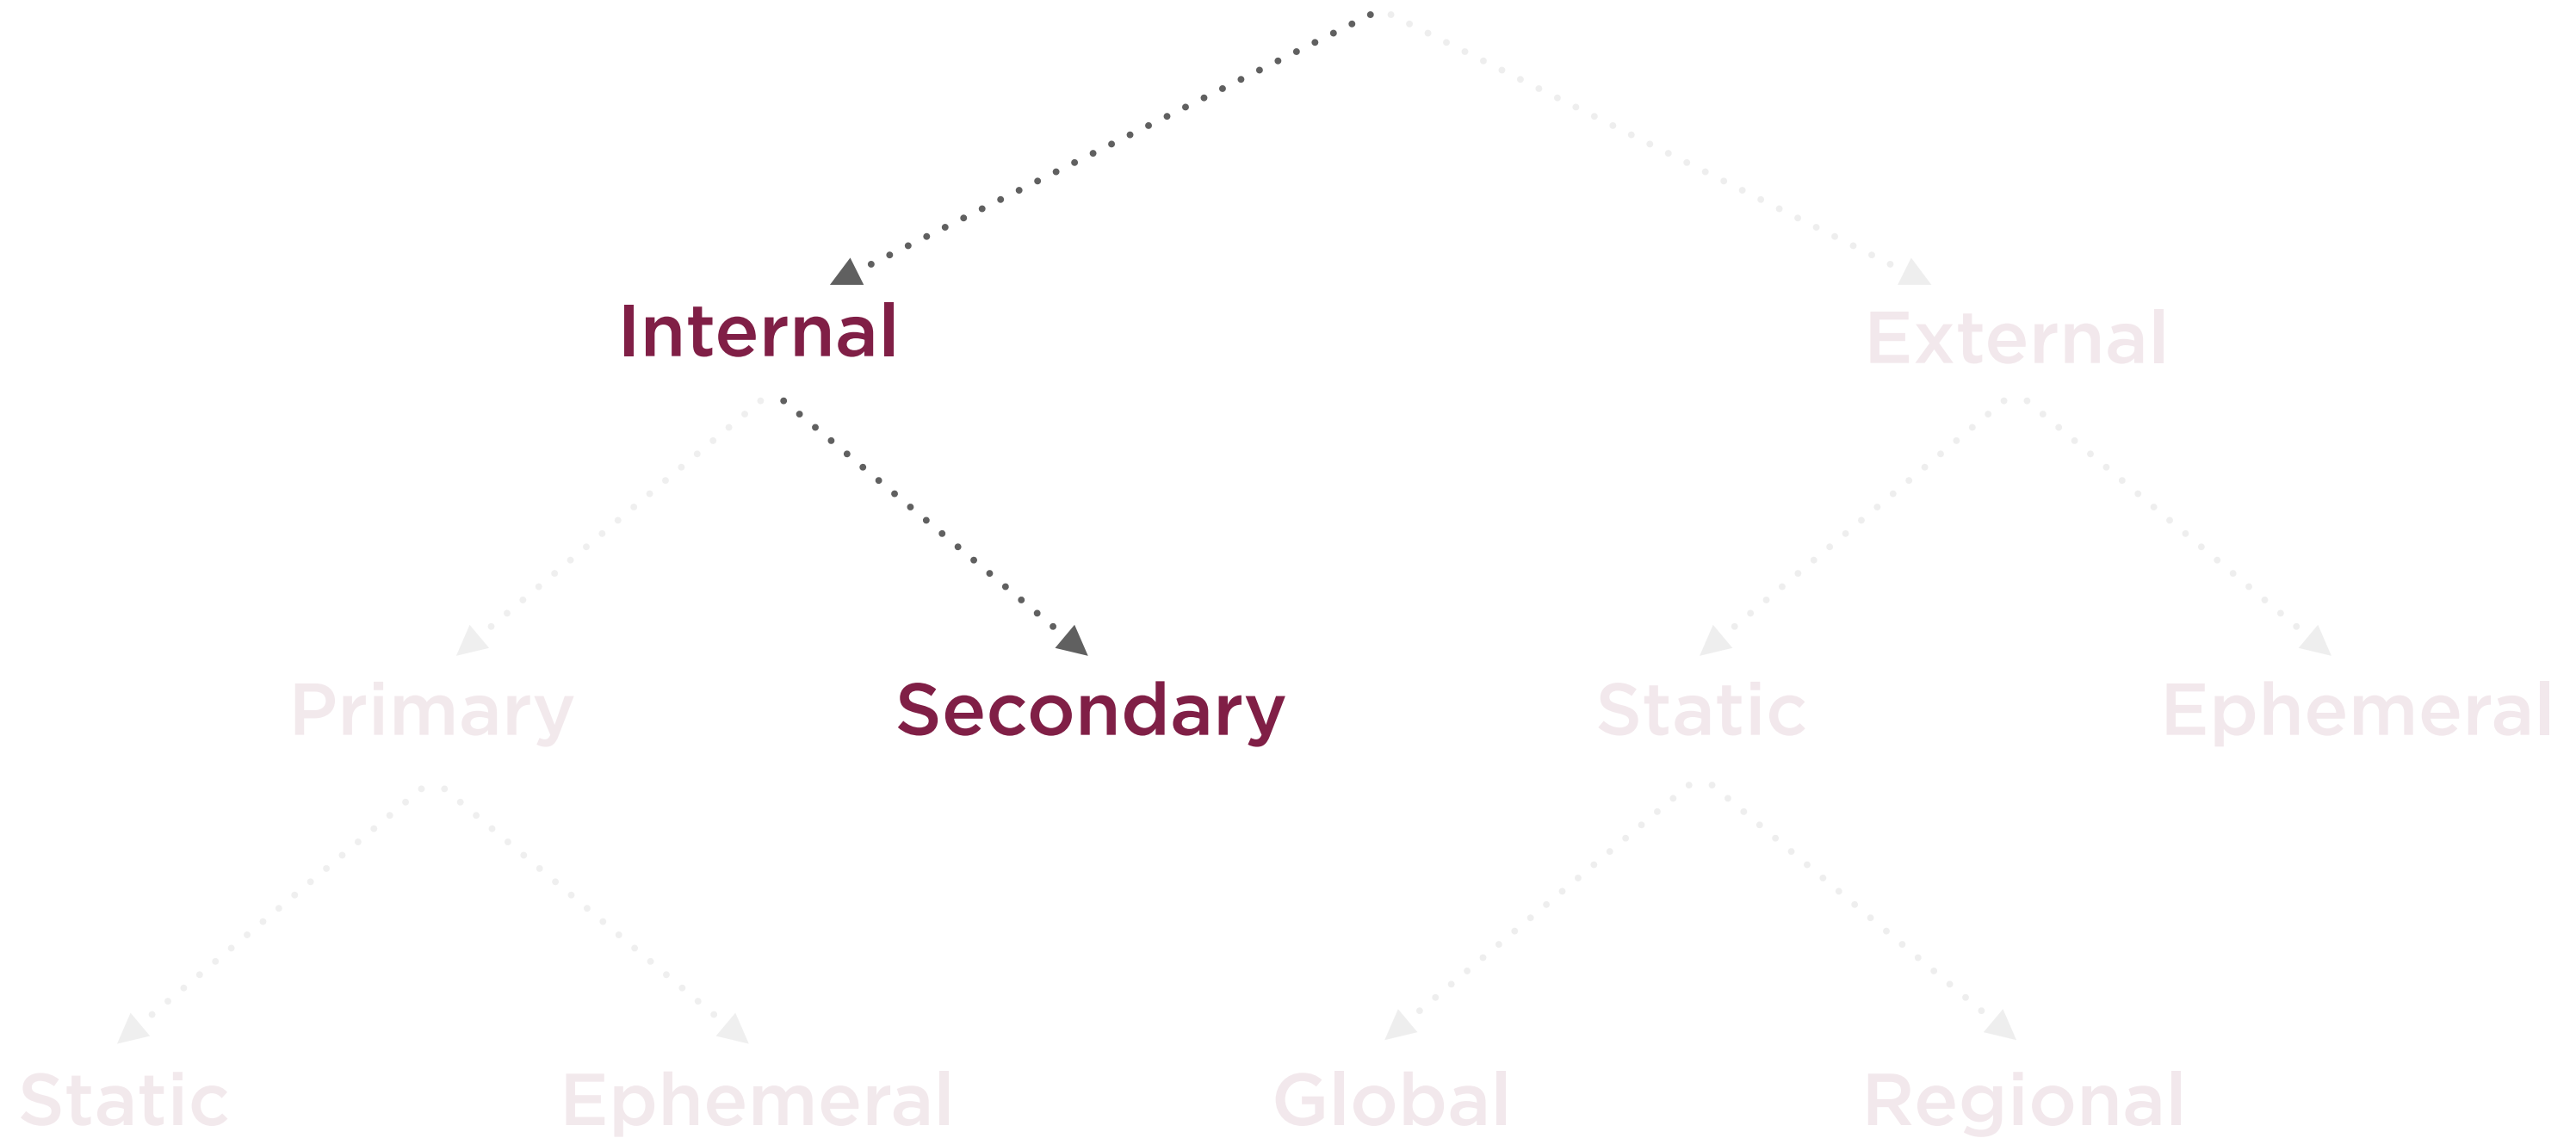 Internal
External
Primary
Secondary
Static
Ephemeral
Static
Ephemeral
Global
Regional